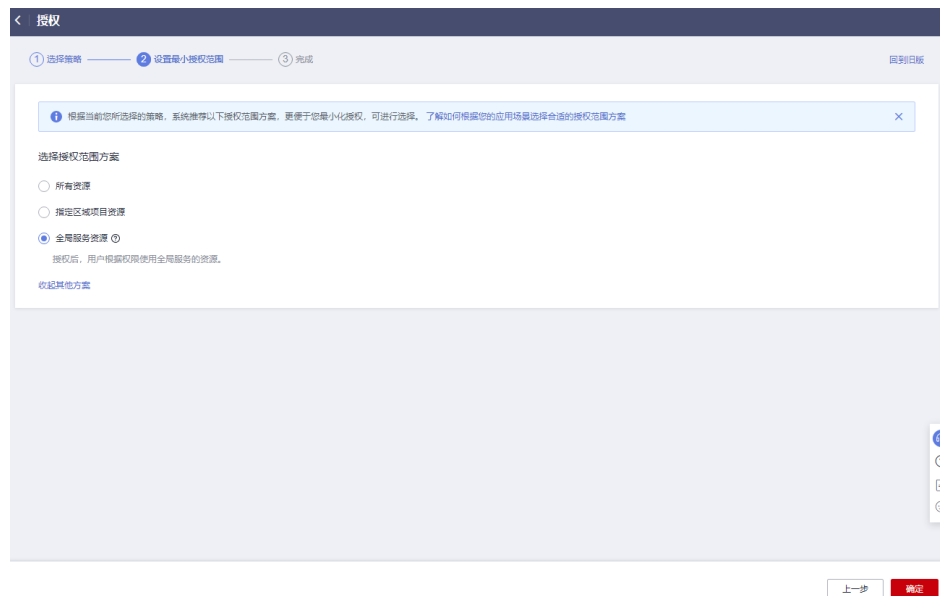 授权
1 选择策略 2 设置最小授权范围 3 完成 回到旧版
根据当前您所选择的策略，系统推荐以下授权范围方案，更便于您最小化授权，可进行选择。 了解如何根据您的应用场景选择合适的授权范围方案
选择授权范围方案
所有资源
指定区域项目资源
全局服务资源
授权后，用户根据权限使用全局服务的资源。
收起其他方案
上一步 确定